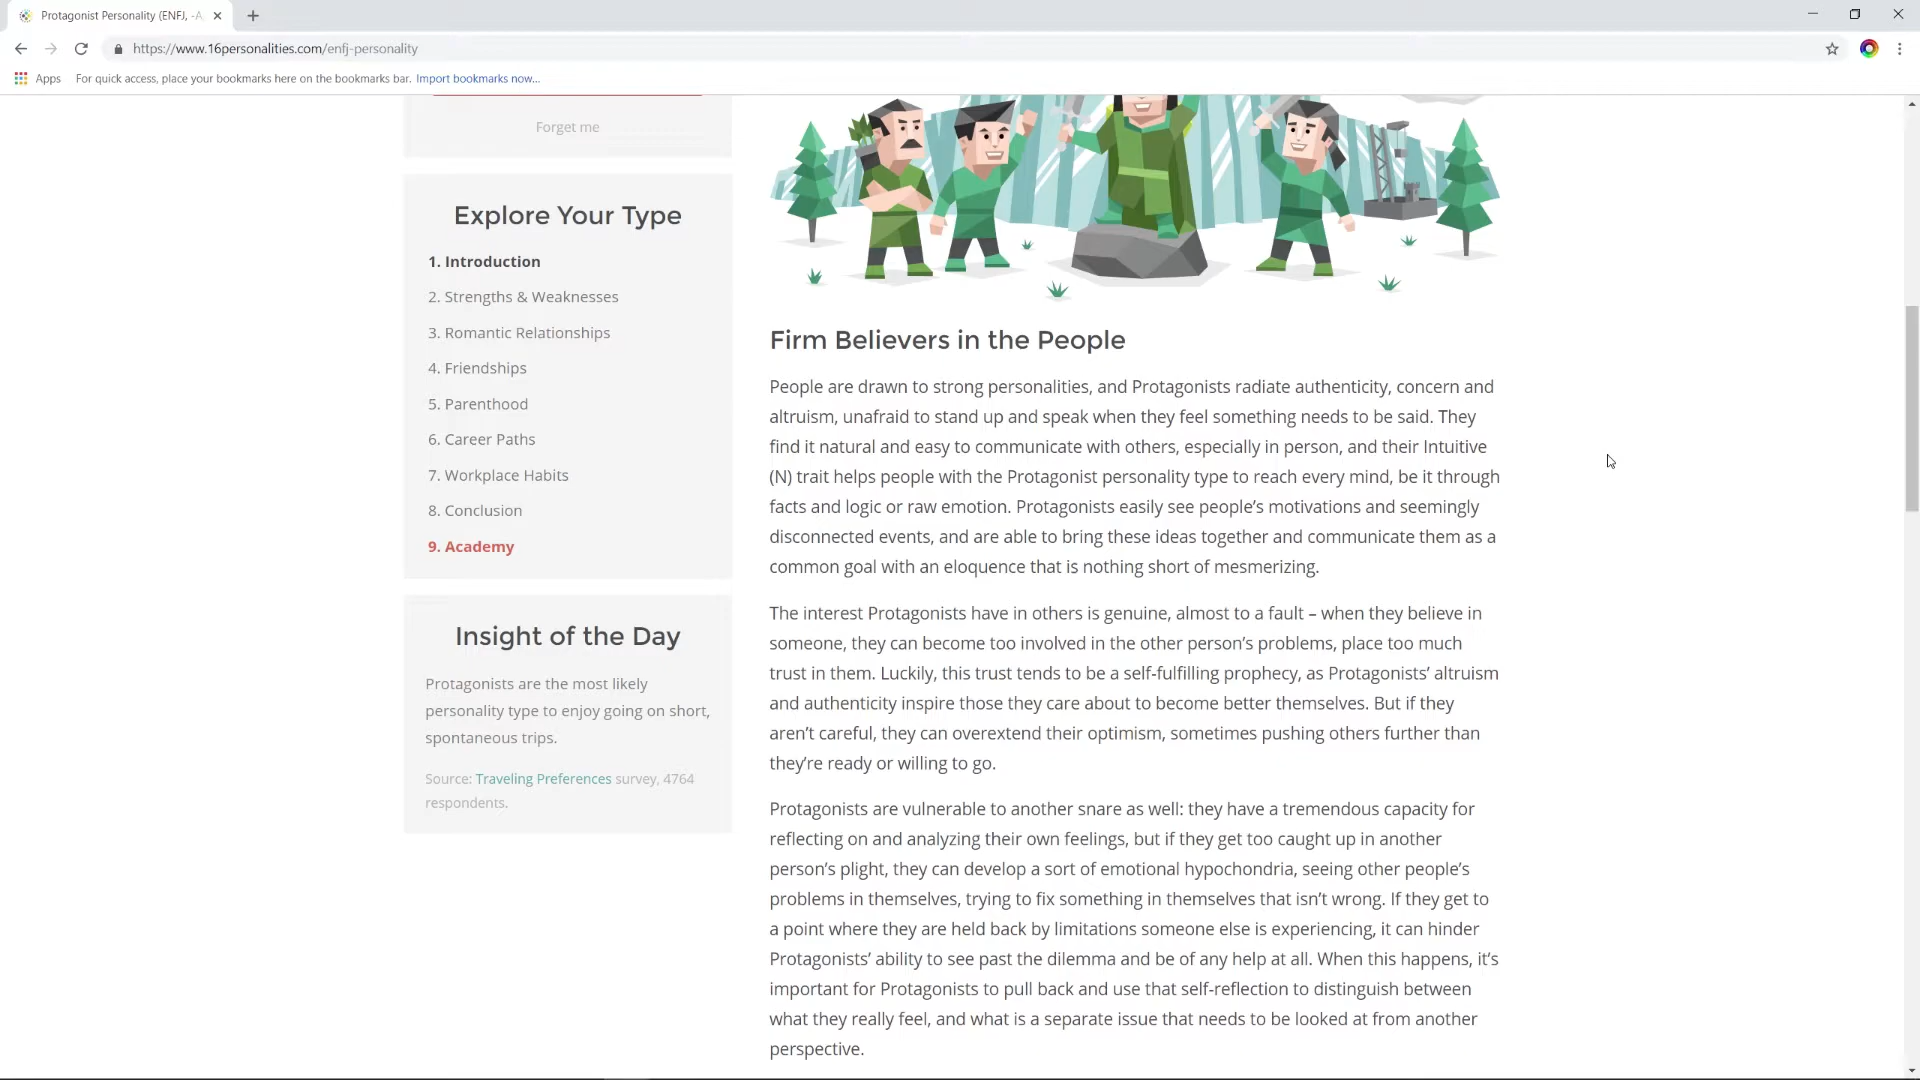 Protagonist Personality (ENFJ, -A
https://www.16personalities.com/enfj-personality
Apps For quick access, place your bookmarks here on the bookmarks bar. Import bookmarks now...
Forget me
Explore Your Type
1. Introduction
2. Strengths & Weaknesses
3. Romantic Relationships
4. Friendships
5. Parenthood
6. Career Paths
7. Workplace Habits
8. Conclusion
9. Academy
Insight of the Day
Protagonists are the most likely
personality type to enjoy going on short,
spontaneous trips.
Source: Traveling Preferences survey, 4764
respondents.
Firm Believers in the People
People are drawn to strong personalities, and Protagonists radiate authenticity, concern and
altruism, unafraid to stand up and speak when they feel something needs to be said. They
find it natural and easy to communicate with others, especially in person, and their Intuitive
(N) trait helps people with the Protagonist personality type to reach every mind, be it through
facts and logic or raw emotion. Protagonists easily see people’s motivations and seemingly
disconnected events, and are able to bring these ideas together and communicate them as a
common goal with an eloquence that is nothing short of mesmerizing.
The interest Protagonists have in others is genuine, almost to a fault – when they believe in
someone, they can become too involved in the other person’s problems, place too much
trust in them. Luckily, this trust tends to be a self-fulfilling prophecy, as Protagonists’ altruism
and authenticity inspire those they care about to become better themselves. But if they
aren’t careful, they can overextend their optimism, sometimes pushing others further than
they’re ready or willing to go.
Protagonists are vulnerable to another snare as well: they have a tremendous capacity for
reflecting on and analyzing their own feelings, but if they get too caught up in another
person’s plight, they can develop a sort of emotional hypochondria, seeing other people’s
problems in themselves, trying to fix something in themselves that isn’t wrong. If they get to
a point where they are held back by limitations someone else is experiencing, it can hinder
Protagonists’ ability to see past the dilemma and be of any help at all. When this happens, it’s
important for Protagonists to pull back and use that self-reflection to distinguish between
what they really feel, and what is a separate issue that needs to be looked at from another
perspective.